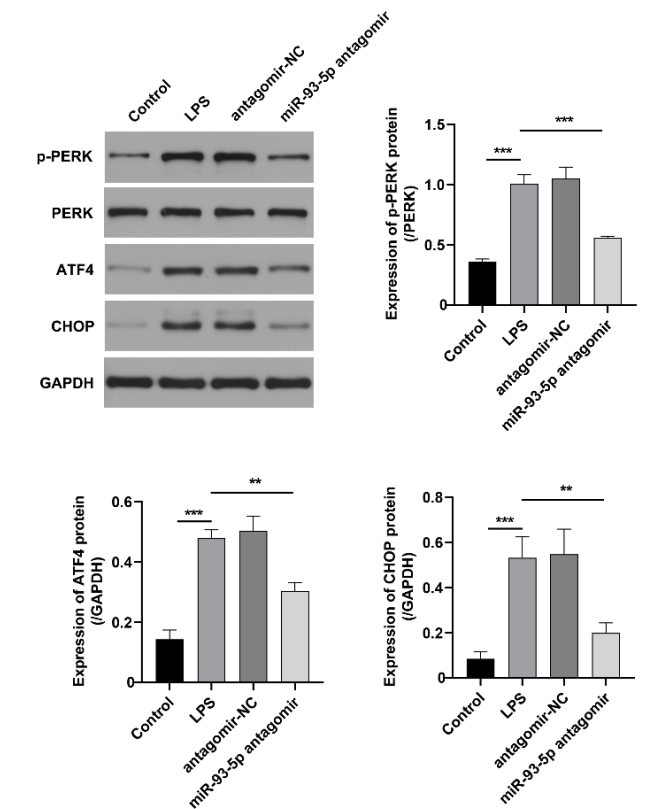 Control
LPS
antagomir-NC
miR-93-5p antagomir
p-PERK
PERK
ATF4
CHOP
GAPDH
Expression of p-PERK protein
(/PERK)
1.5
1.0
0.5
0
***
***
Control
LPS
antagomir-NC
miR-93-5p antagomir
Expression of ATF4 protein
(/GAPDH)
0.6
0.4
0.2
0
***
**
Control
LPS
antagomir-NC
miR-93-5p antagomir
Expression of CHOP protein
(/GAPDH)
0.8
0.6
0.4
0.2
0
***
**
Control
LPS
antagomir-NC
miR-93-5p antagomir